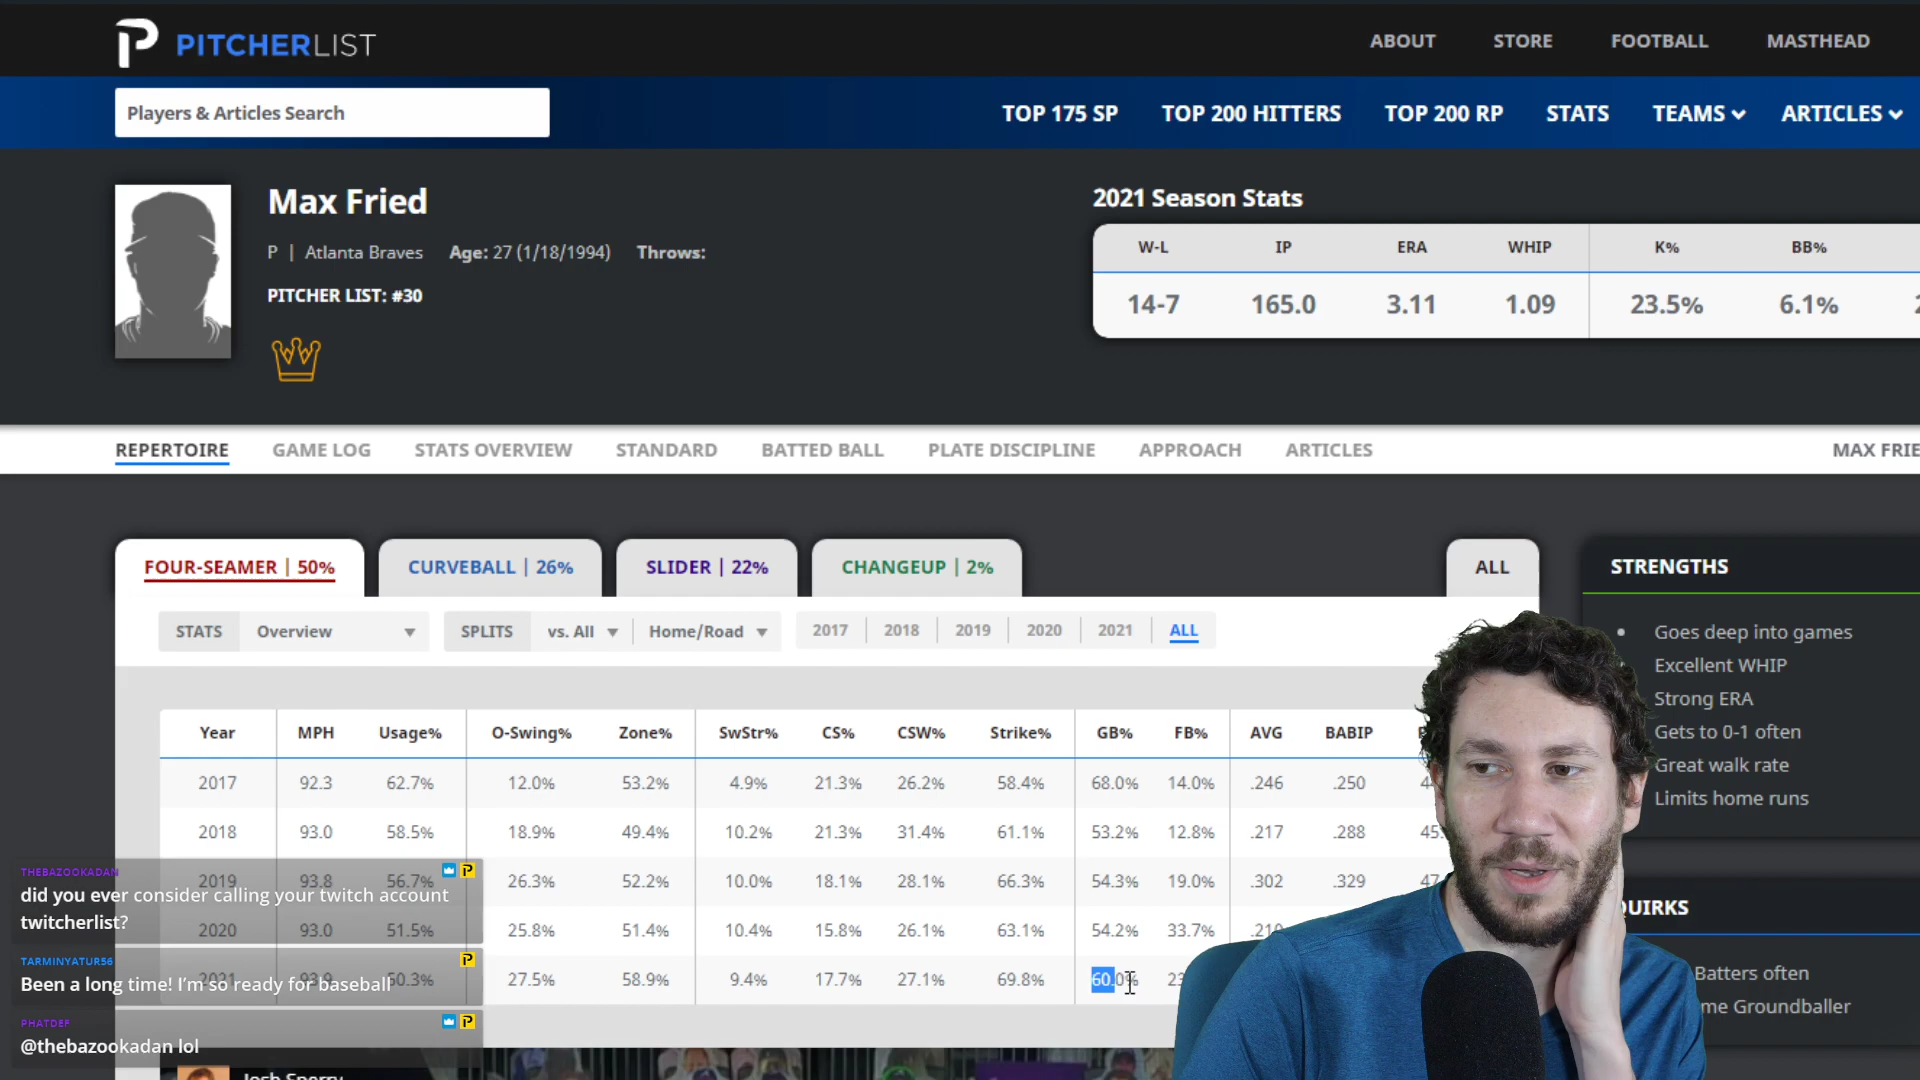 PITCHERLIST
ABOUT STORE FOOTBALL MASTHEAD
Players & Articles Search
TOP 175 SP TOP 200 HITTERS TOP 200 RP STATS TEAMS ARTICLES
Max Fried
P | Atlanta Braves Age: 27 (1/18/1994) Throws:
PITCHER LIST: #30
2021 Season Stats
W-L IP ERA WHIP K% BB%
14-7 165.0 3.11 1.09 23.5% 6.1%
REPERTOIRE GAME LOG STATS OVERVIEW STANDARD BATTED BALL PLATE DISCIPLINE APPROACH ARTICLES MAX FRIE
FOUR-SEAMER | 50% CURVEBALL | 26% SLIDER | 22% CHANGEUP | 2% ALL
STATS Overview SPLITS vs. All Home/Road 2017 2018 2019 2020 2021 ALL
Year MPH Usage% O-Swing% Zone% SwStr% CS% CSW% Strike% GB% FB% AVG BABIP
2017 92.3 62.7% 12.0% 53.2% 4.9% 21.3% 26.2% 58.4% 68.0% 14.0% .246 .250
2018 93.0 58.5% 18.9% 49.4% 10.2% 21.3% 31.4% 61.1% 53.2% 12.8% .217 .288 45.
2019 93.8 56.7% 26.3% 52.2% 10.0% 18.1% 28.1% 66.3% 54.3% 19.0% .302 .329 47
2020 93.0 51.5% 25.8% 51.4% 10.4% 15.8% 26.1% 63.1% 54.2% 33.7%
2021 93.9 50.3% 27.5% 58.9% 9.4% 17.7% 27.1% 69.8% 60.0%
STRENGTHS
Goes deep into games
Excellent WHIP
Strong ERA
Gets to 0-1 often
Great walk rate
Limits home runs
QUIRKS
Batters often
me Groundballer
THEBAZOOKADAN
did you ever consider calling your twitch account
twitcherlist?
TARMINYATUR56
Been a long time! I'm so ready for baseball
PHATDEF
@thebazookadan lol
Josh Sperry